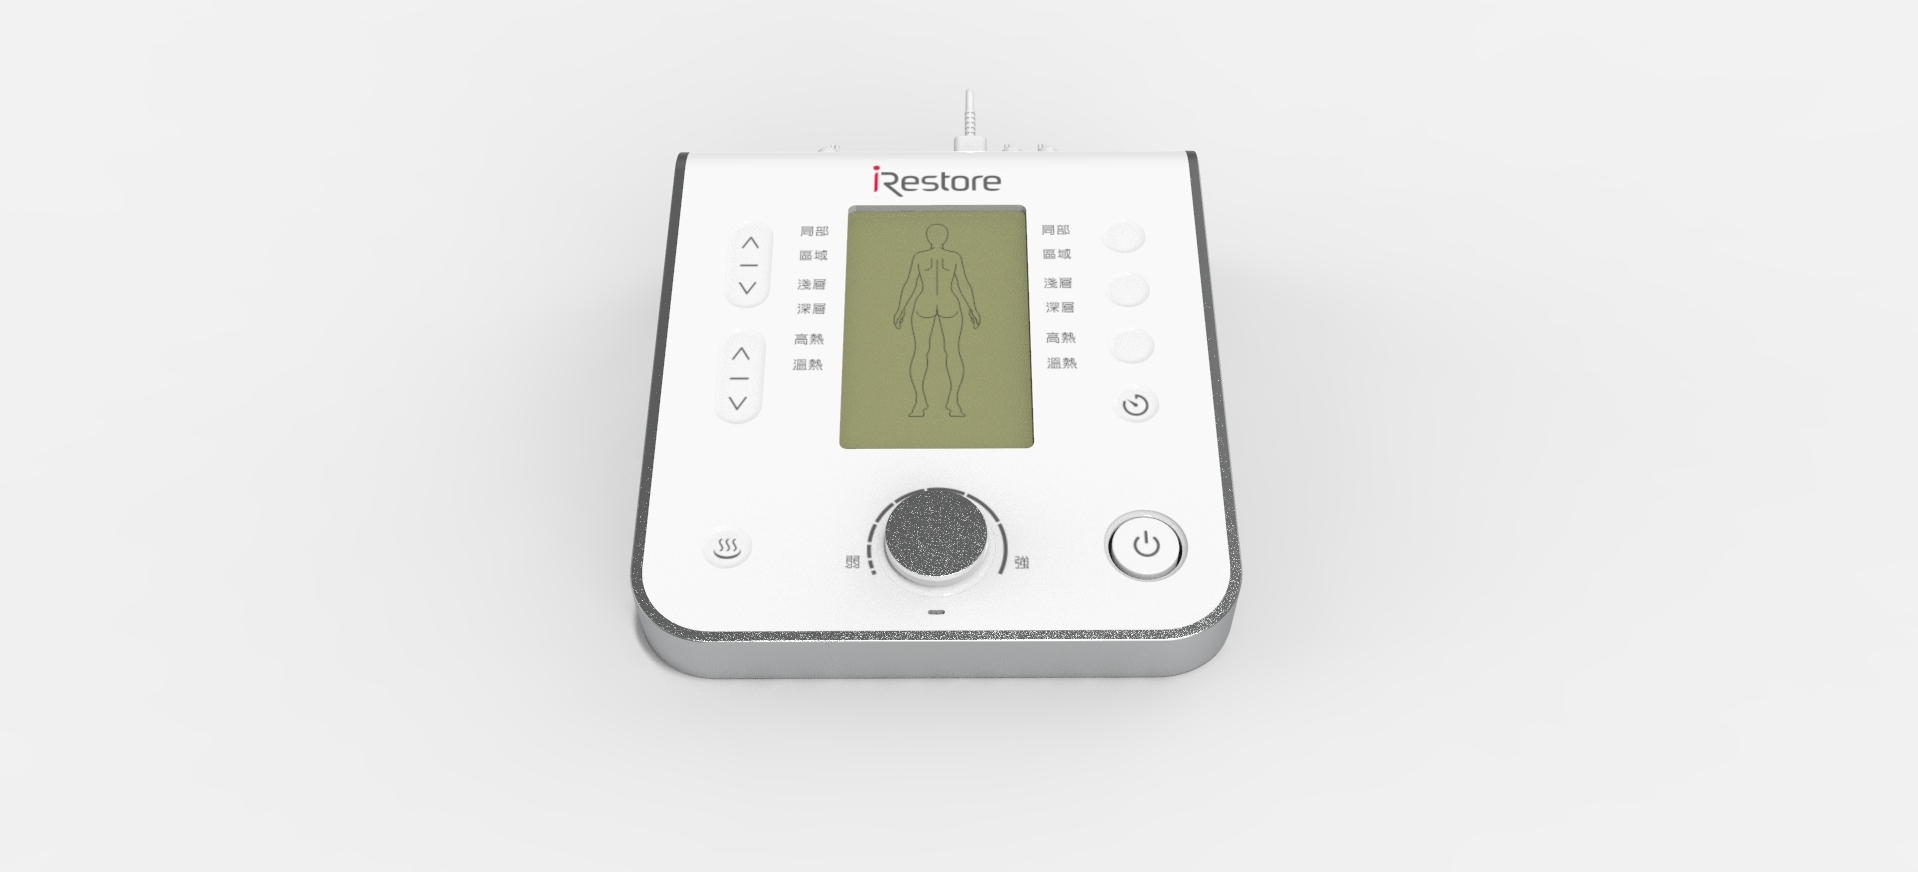 iRestore
局部
區域
淺層
深層
高熱
溫熱
局部
區域
淺層
深層
高熱
溫熱
弱
強